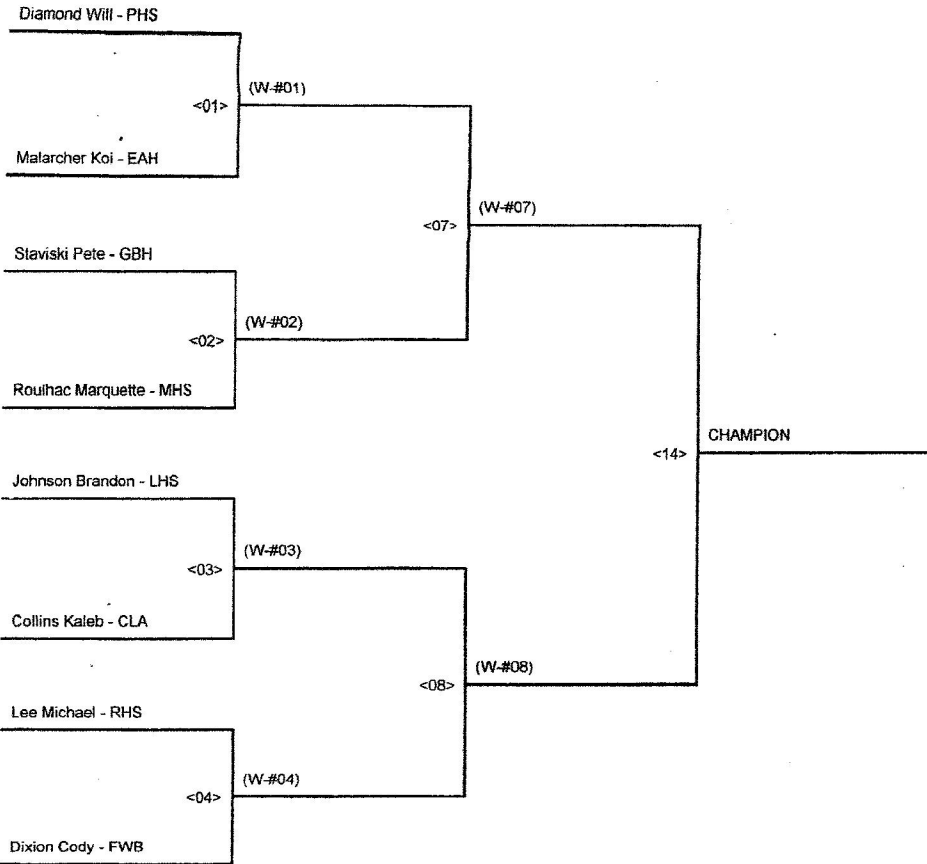 Diamond Will - PHS
(W-#01)
<01>
Malarcher Koi - EAH
(W-#07)
<07>
Staviski Pete - GBH
(W-#02)
<02>
Roulhac Marquette - MHS
CHAMPION
<14>
Johnson Brandon - LHS
(W-#03)
<03>
Collins Kaleb - CLA
(W-#08)
<08>
Lee Michael - RHS
(W-#04)
<04>
Dixion Cody - FWB